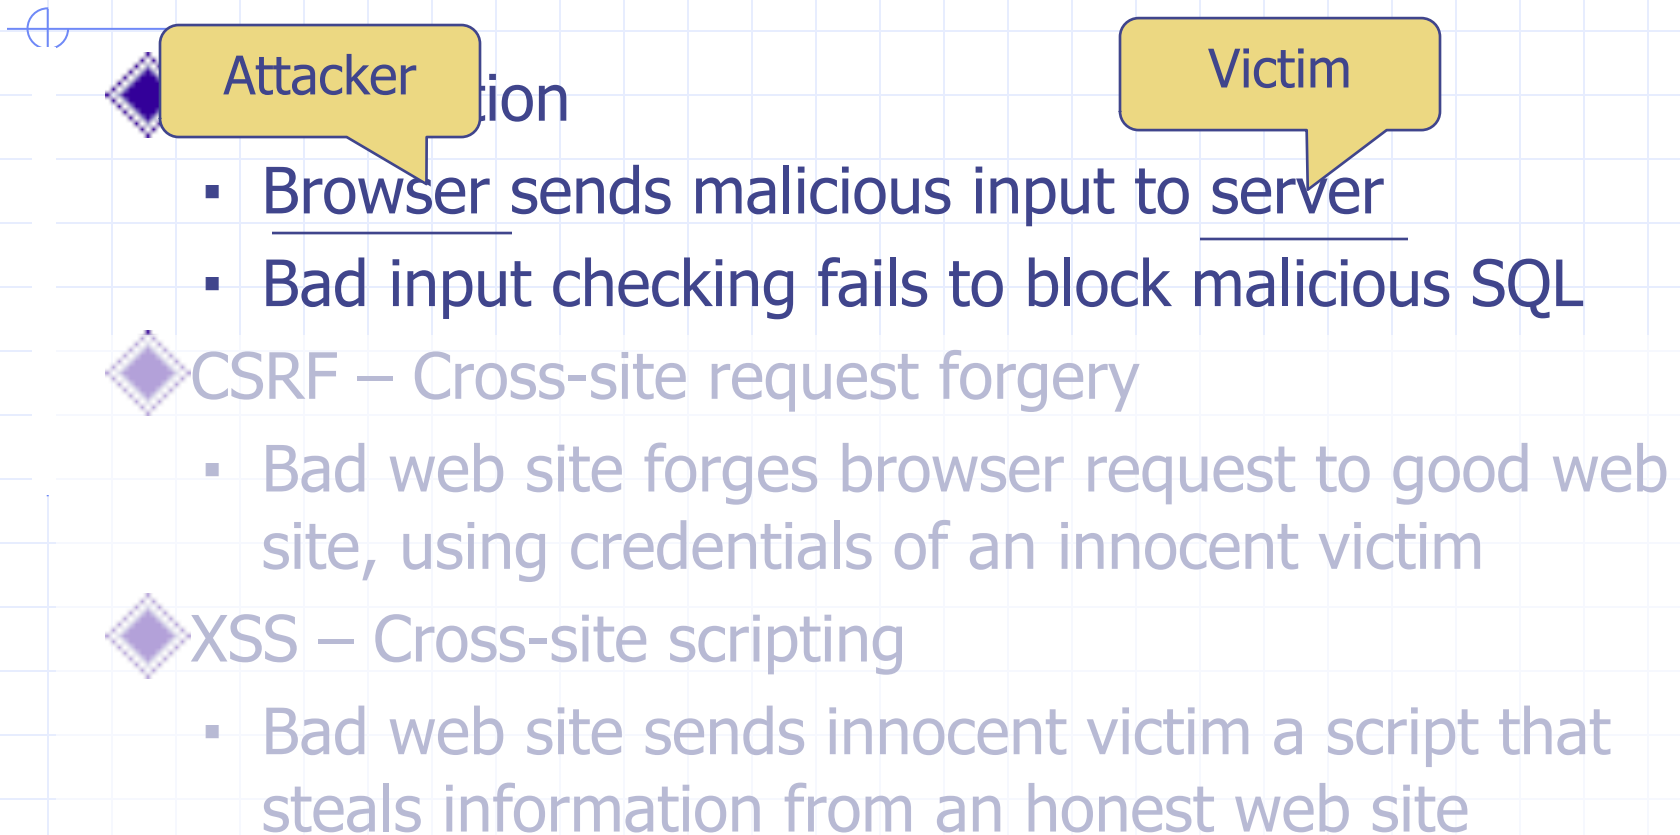 Attacker
Victim
tion
▪ Browser sends malicious input to server
▪ Bad input checking fails to block malicious SQL
CSRF – Cross-site request forgery
▪ Bad web site forges browser request to good web
site, using credentials of an innocent victim
XSS – Cross-site scripting
▪ Bad web site sends innocent victim a script that
steals information from an honest web site